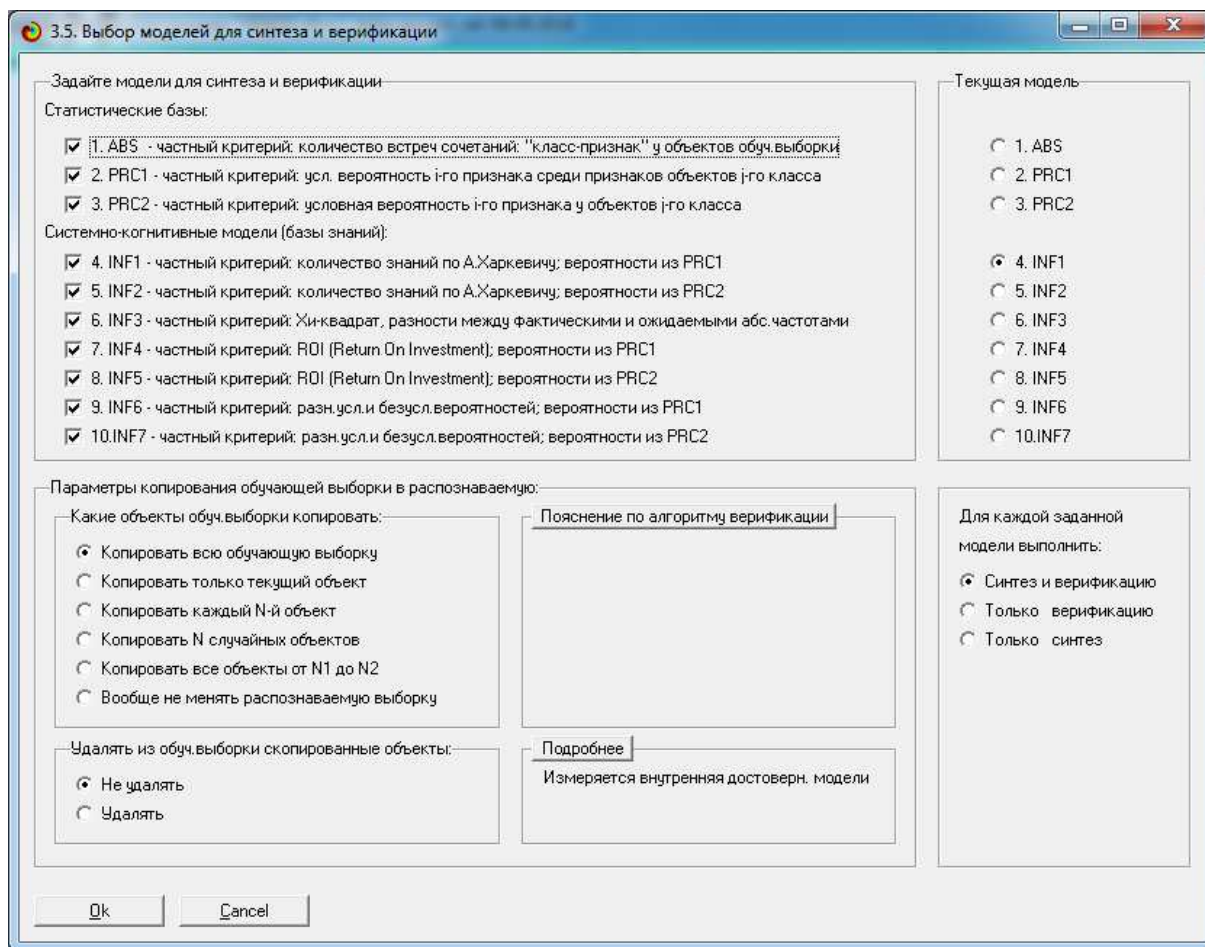 3.5. Выбор моделей для синтеза и верификации
Задайте модели для синтеза и верификации
Статистические базы:
1. ABS - частный критерий: количество встреч сочетаний: "класс-признак" у объектов обуч.выборки
2. PRC1 - частный критерий: усл. вероятность i-го признака среди признаков объектов j-го класса
3. PRC2 - частный критерий: условная вероятность i-го признака у объектов j-го класса
Системно-когнитивные модели (базы знаний):
4. INF1 - частный критерий: количество знаний по А.Харкевичу; вероятности из PRC1
5. INF2 - частный критерий: количество знаний по А.Харкевичу; вероятности из PRC2
6. INF3 - частный критерий: Хи-квадрат, разности между фактическими и ожидаемыми абс.частотами
7. INF4 - частный критерий: ROI (Return On Investment); вероятности из PRC1
8. INF5 - частный критерий: ROI (Return On Investment); вероятности из PRC2
9. INF6 - частный критерий: разн.усл.и безусл.вероятностей; вероятности из PRC1
10.INF7 - частный критерий: разн.усл.и безусл.вероятностей; вероятности из PRC2
Текущая модель
1. ABS
2. PRC1
3. PRC2
4. INF1
5. INF2
6. INF3
7. INF4
8. INF5
9. INF6
10.INF7
Параметры копирования обучающей выборки в распознаваемую:
Какие объекты обуч.выборки копировать:
Копировать всю обучающую выборку
Копировать только текущий объект
Копировать каждый N-й объект
Копировать N случайных объектов
Копировать все объекты от N1 до N2
Вообще не менять распознаваемую выборку
Пояснение по алгоритму верификации
Удалять из обуч.выборки скопированные объекты:
Не удалять
Удалять
Подробнее
Измеряется внутренняя достоверн. модели
Для каждой заданной
модели выполнить:
Синтез и верификацию
Только верификацию
Только синтез
Ok
Cancel